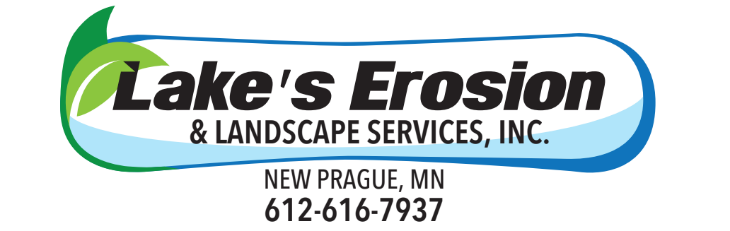 Lake's Erosion
& LANDSCAPE SERVICES, INC.
NEW PRAGUE, MN
612-616-7937